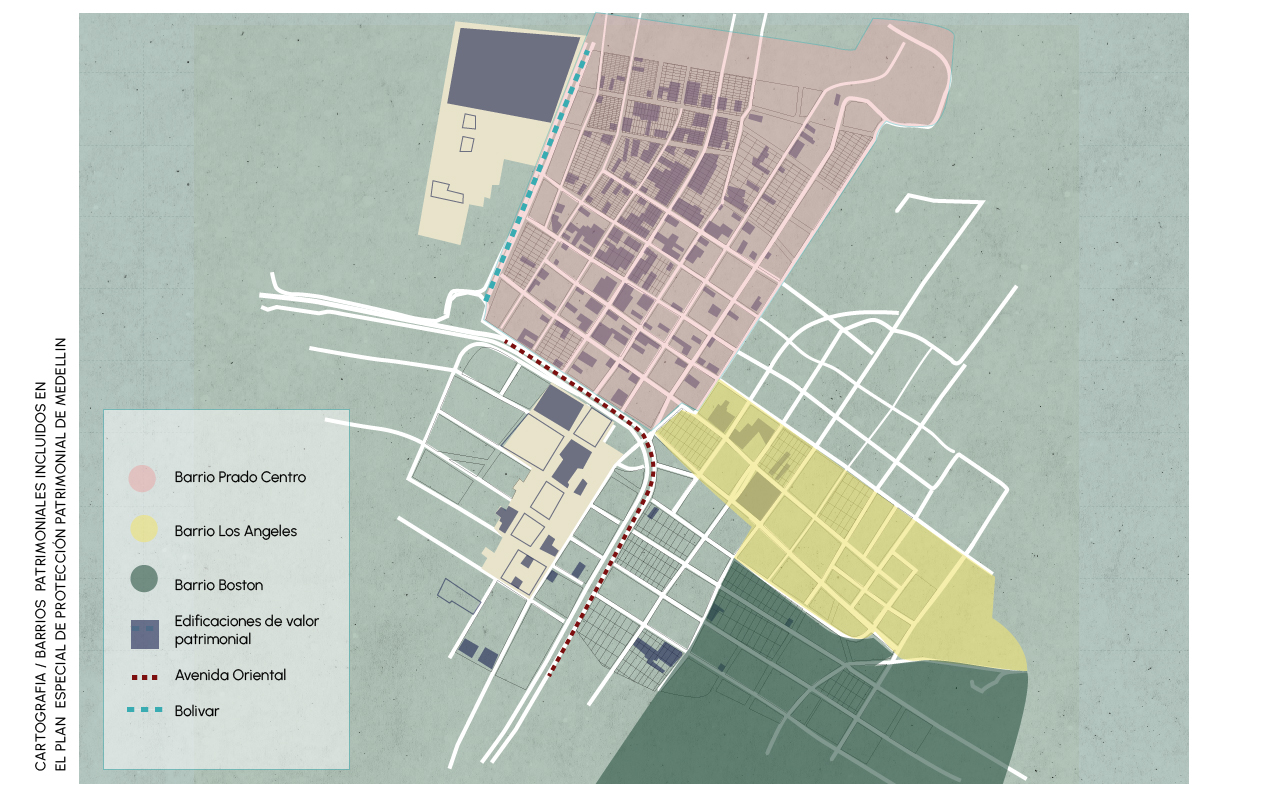 CARTOGRAFIA / BARRIOS PATRIMONIALES INCLUIDOS EN
EL PLAN ESPECIAL DE PROTECCIÓN PATRIMONIAL DE MEDELLIN
Barrio Prado Centro
Barrio Los Angeles
Barrio Boston
Edificaciones de valor
patrimonial
Avenida Oriental
Bolivar